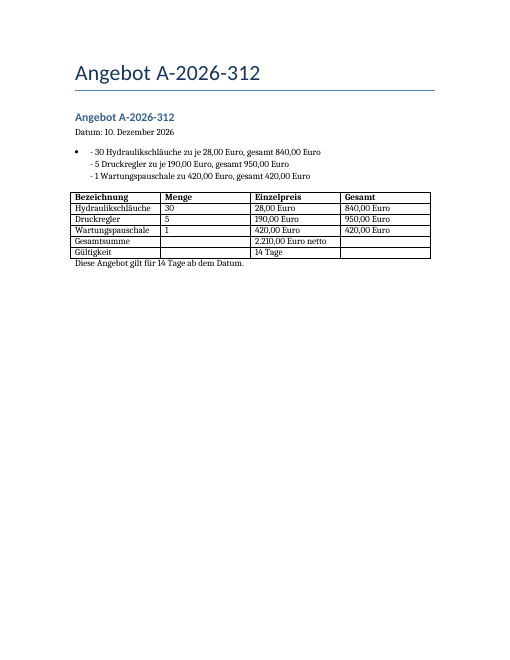 Angebot A-2026-312
Angebot A-2026-312
Datum: 10. Dezember 2026
• - 30 Hydraulikschläuche zu je 28,00 Euro, gesamt 840,00 Euro
- 5 Druckregler zu je 190,00 Euro, gesamt 950,00 Euro
- 1 Wartungspauschale zu 420,00 Euro, gesamt 420,00 Euro
Bezeichnung Menge Einzelpreis Gesamt
Hydraulikschläuche 30 28,00 Euro 840,00 Euro
Druckregler 5 190,00 Euro 950,00 Euro
Wartungspauschale 1 420,00 Euro 420,00 Euro
Gesamtsumme 2.210,00 Euro netto
Gültigkeit 14 Tage
Diese Angebot gilt für 14 Tage ab dem Datum.